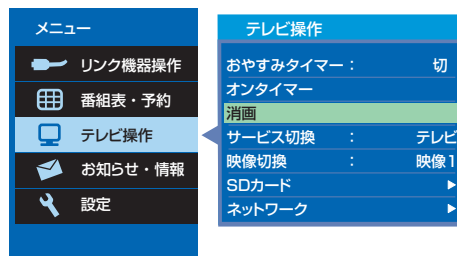 メニュー
リンク機器操作
番組表・予約
テレビ操作
お知らせ・情報
設定
テレビ操作
おやすみタイマー： 切
オンタイマー
消画
サービス切換 ： テレビ
映像切換 ： 映像1
SDカード
ネットワーク